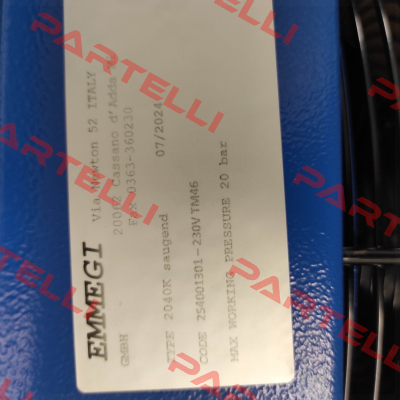 EMMEGI
GMBH
Via Newton 52 ITALY
20062 Cassano d'Adda
FAX 0363-360230
TYPE 2040K saugend
07/2024
CODE 254001301-230V TM46
MAX WORKING PRESSURE 20 bar
PARTELLI
PARTELLI
PARTELLI
PARTELLI
PARTELLI